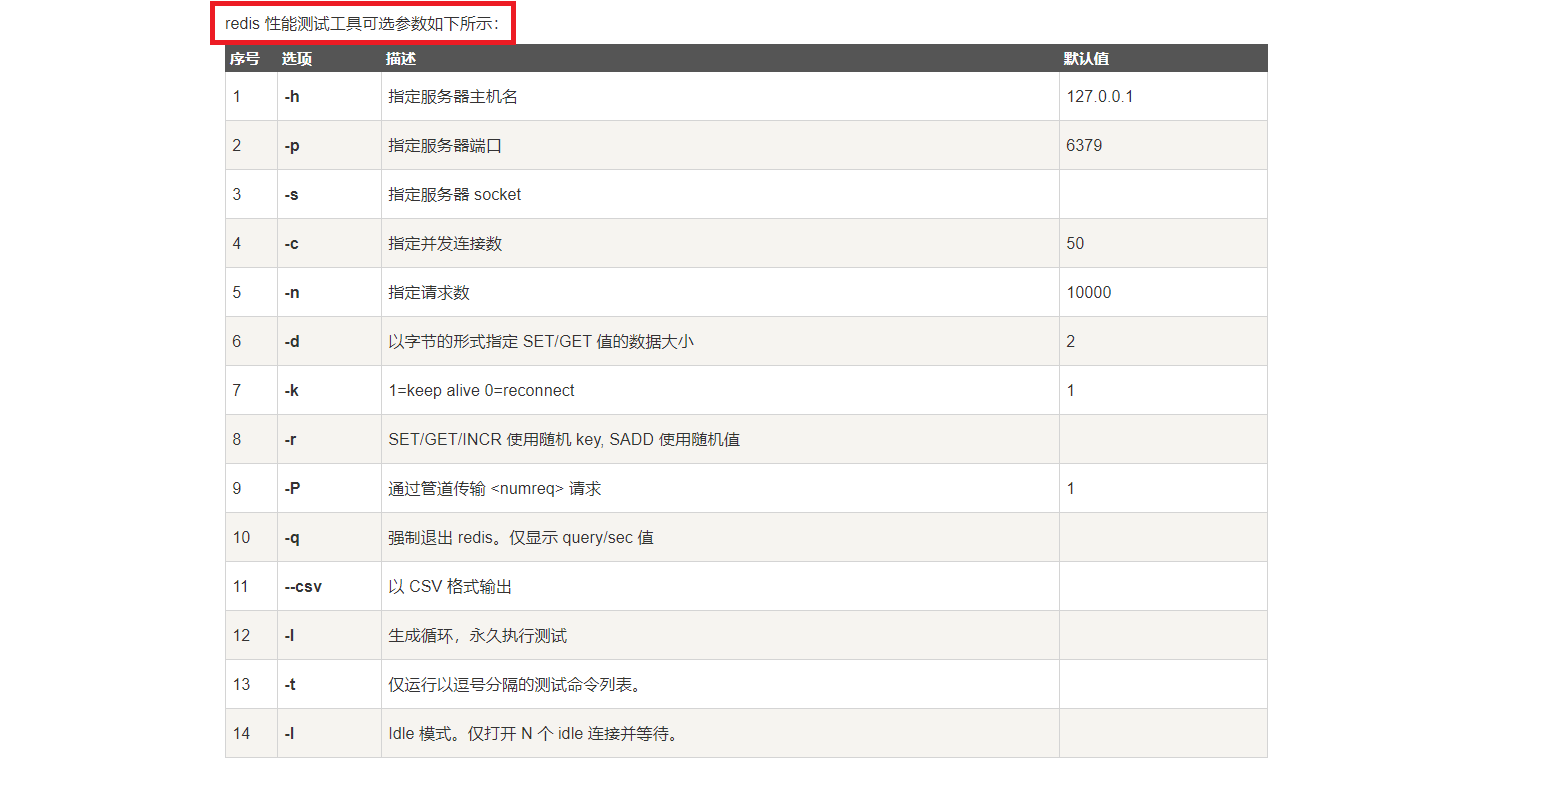 redis 性能测试工具可选参数如下所示：
序号 选项 描述 默认值
1 -h 指定服务器主机名 127.0.0.1
2 -p 指定服务器端口 6379
3 -s 指定服务器 socket
4 -c 指定并发连接数 50
5 -n 指定请求数 10000
6 -d 以字节的形式指定 SET/GET 值的数据大小 2
7 -k 1=keep alive 0=reconnect 1
8 -r SET/GET/INCR 使用随机 key, SADD 使用随机值
9 -P 通过管道传输 <numreq> 请求 1
10 -q 强制退出 redis。仅显示 query/sec 值
11 --csv 以 CSV 格式输出
12 -l 生成循环，永久执行测试
13 -t 仅运行以逗号分隔的测试命令列表。
14 -I Idle 模式。仅打开 N 个 idle 连接并等待。